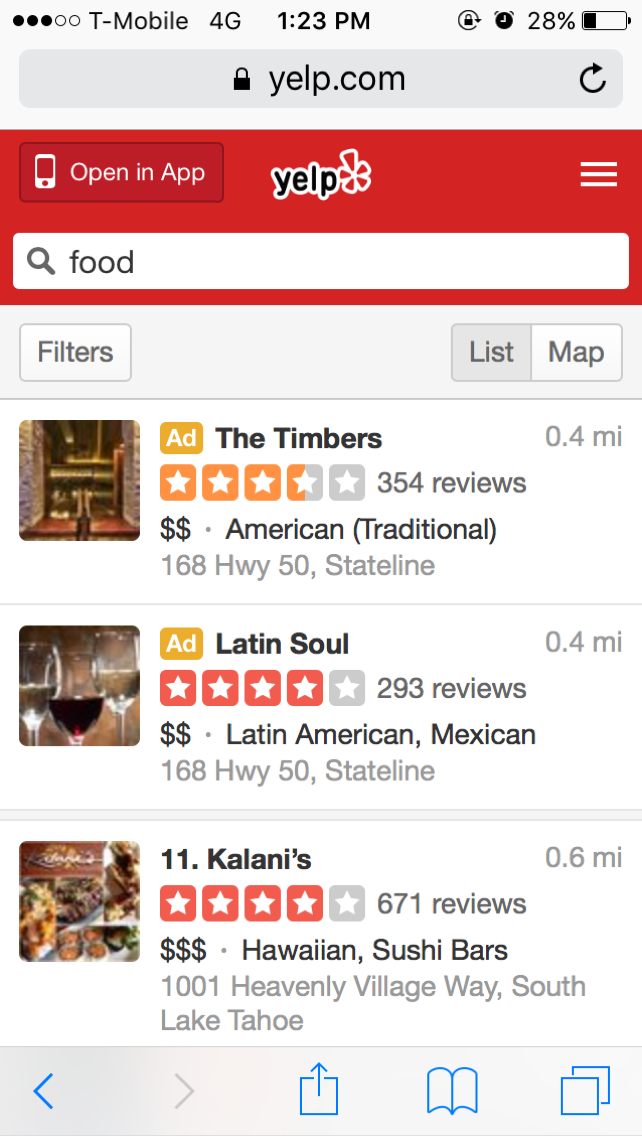 T-Mobile 4G 1:23 PM 28%
yelp.com
Open in App yelp
food
Filters List Map
Ad The Timbers 0.4 mi
354 reviews
$$ · American (Traditional)
168 Hwy 50, Stateline
Ad Latin Soul 0.4 mi
293 reviews
$$ · Latin American, Mexican
168 Hwy 50, Stateline
11. Kalani’s 0.6 mi
671 reviews
$$$ · Hawaiian, Sushi Bars
1001 Heavenly Village Way, South
Lake Tahoe